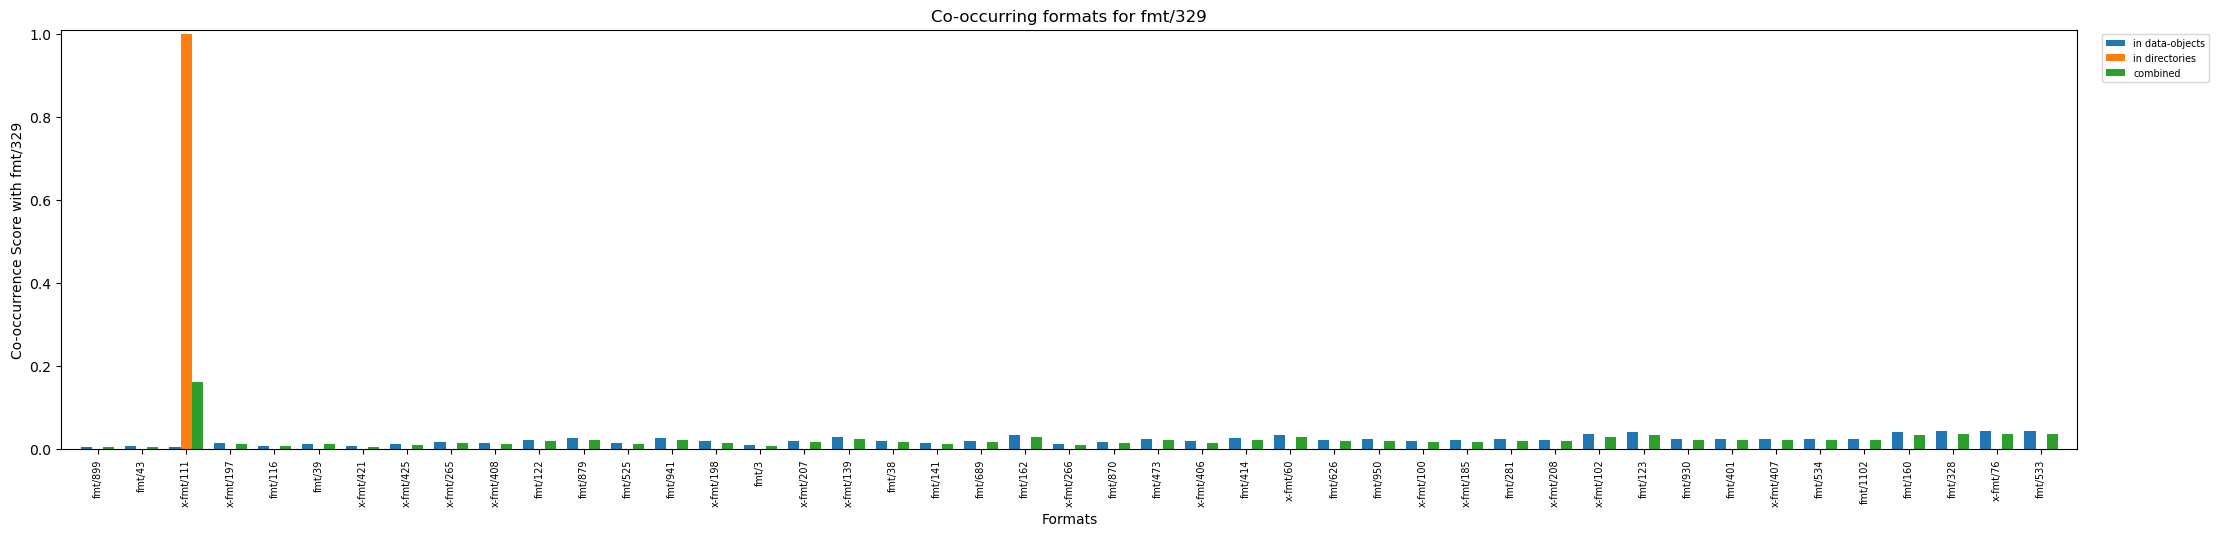 Co-occurring formats for fmt/329
in data-objects
in directories
combined
Co-occurrence Score with fmt/329
1.0
0.8
0.6
0.4
0.2
0.0
fmt/899
fmt/43
x-fmt/111
x-fmt/197
fmt/116
fmt/39
x-fmt/421
x-fmt/425
x-fmt/265
x-fmt/408
fmt/122
fmt/879
fmt/525
fmt/941
x-fmt/198
fmt/3
x-fmt/207
x-fmt/139
fmt/38
fmt/141
fmt/689
fmt/162
x-fmt/266
fmt/870
fmt/473
x-fmt/406
fmt/414
x-fmt/60
fmt/626
fmt/950
x-fmt/100
x-fmt/185
fmt/281
x-fmt/208
x-fmt/102
fmt/123
fmt/930
fmt/401
x-fmt/407
fmt/534
fmt/1102
fmt/160
fmt/328
x-fmt/76
fmt/533
Formats